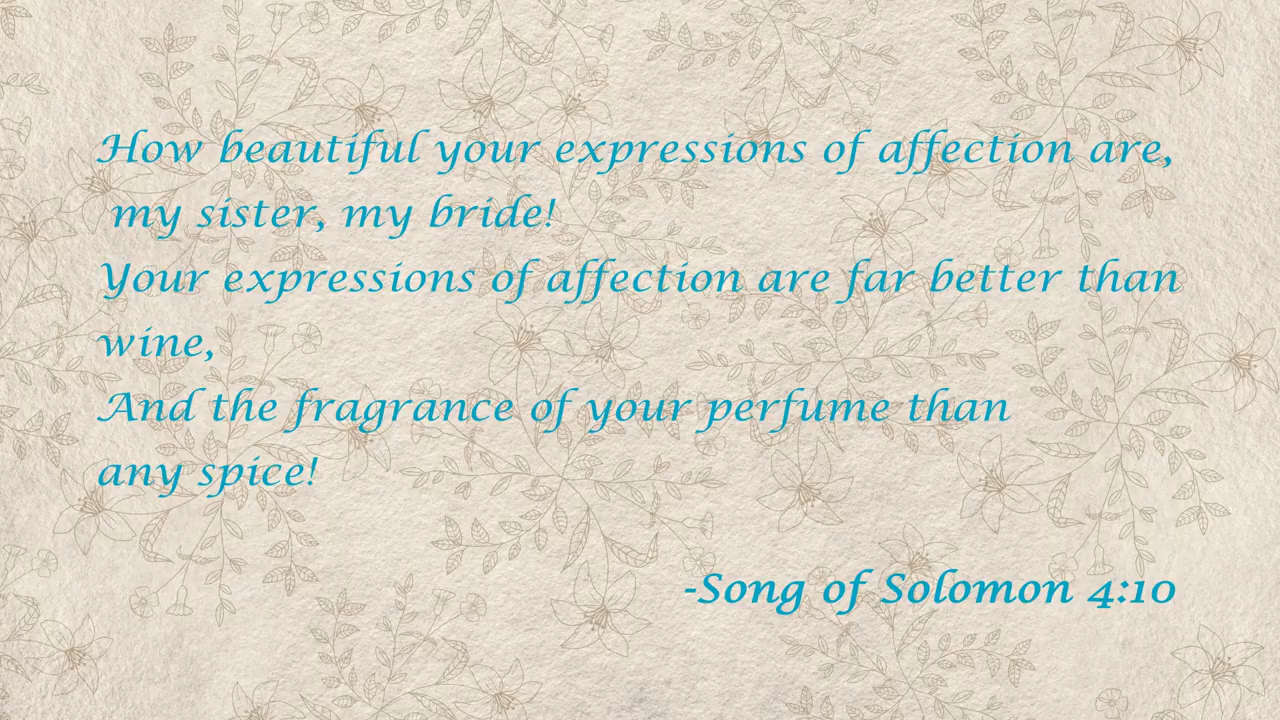 How beautiful your expressions of affection are,
my sister, my bride!
Your expressions of affection are far better than
wine,
And the fragrance of your perfume than
any spice!
-Song of Solomon 4:10